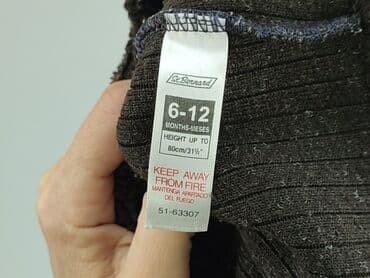 St Bernard
6-12
MONTHS-MESES
HEIGHT UP TO
80cm/31½"
KEEP AWAY
FROM FIRE
MANTENGA APARTADO
DEL FUEGO
51-63307